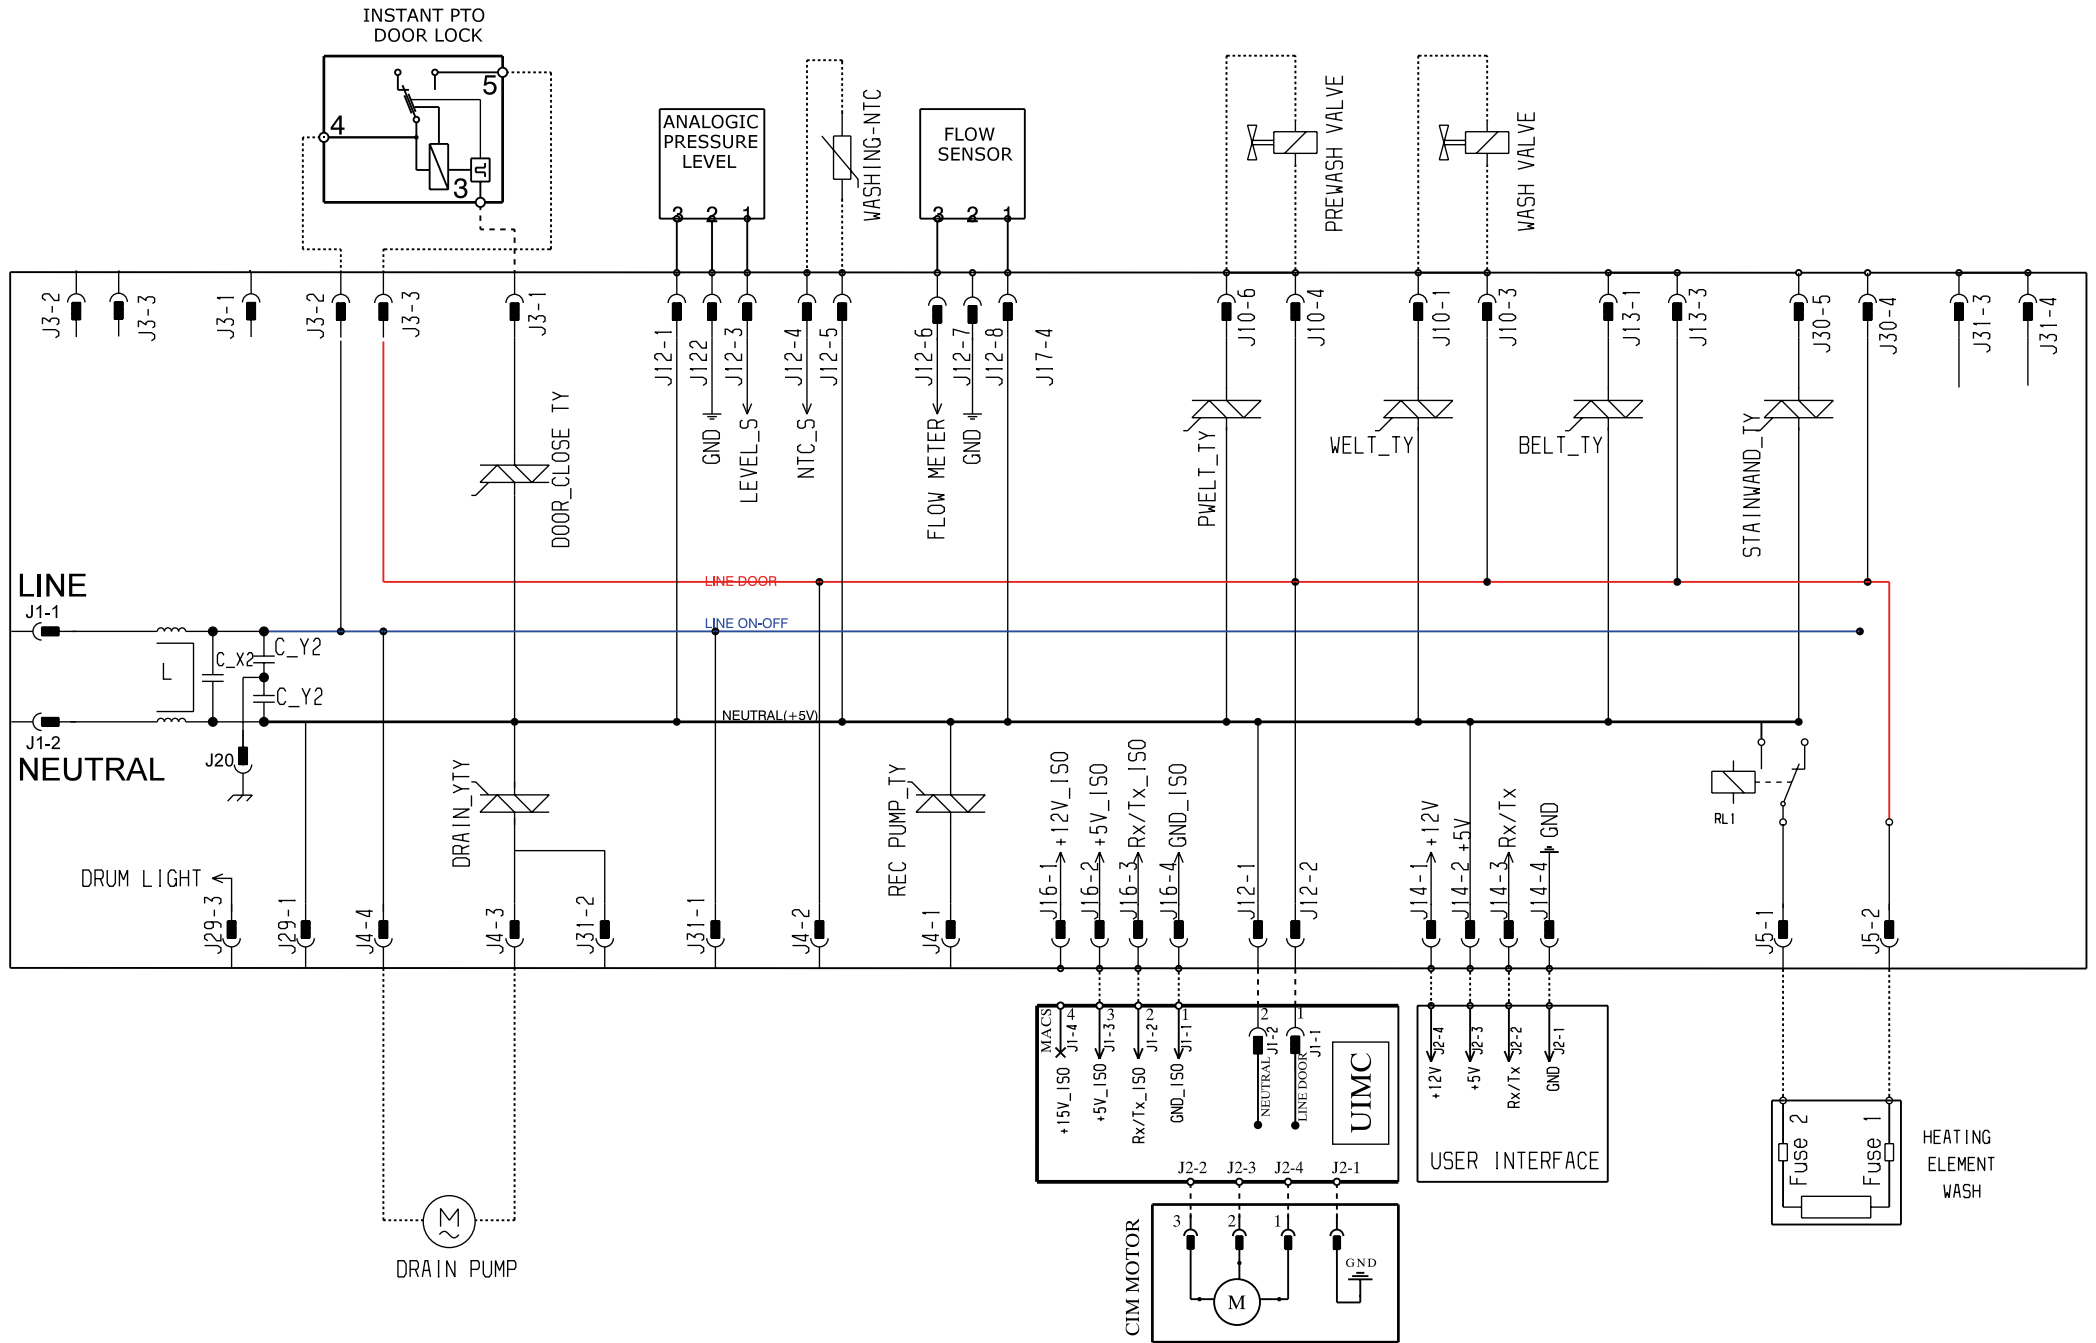 INSTANT PTO
DOOR LOCK
5
4
3
ANALOGIC
PRESSURE
LEVEL
3 2 1
WASHING-NTC
FLOW
SENSOR
3 2 1
PREWASH VALVE
WASH VALVE
J3-2
J3-3
J3-1
J3-2
J3-3
J3-1
J12-1
J122
J12-3
J12-4
J12-5
J12-6
J12-7
J12-8
J17-4
J10-6
J10-4
J10-1
J10-3
J13-1
J13-3
J30-5
J30-4
J31-3
J31-4
DOOR_CLOSE TY
GND
LEVEL_S
NTC_S
FLOW METER
GND
PWELT_TY
WELT_TY
BELT_TY
STAINWAND_TY
LINE
J1-1
LINE DOOR
LINE ON-OFF
L
C_X2
C_Y2
C_Y2
NEUTRAL(+5V)
J1-2
NEUTRAL
J20
DRAIN_YTY
REC PUMP_TY
+12V_ISO
+5V_ISO
Rx/Tx_ISO
GND_ISO
+12V
+5V
Rx/Tx
GND
RL1
DRUM LIGHT
J29-3
J29-1
J4-4
J4-3
J31-2
J31-1
J4-2
J4-1
J16-1
J16-2
J16-3
J16-4
J12-1
J12-2
J14-1
J14-2
J14-3
J14-4
J5-1
J5-2
MACS
4 3 2 1 2 1
J1-4
J1-3
J1-2
J1-1
J1-2
J1-1
+15V_ISO
+5V_ISO
Rx/Tx_ISO
GND_ISO
NEUTRAL
LINE DOOR
UIMC
J2-2 J2-3 J2-4 J2-1
J2-4
J2-3
J2-2
J2-1
+12V
+5V
Rx/Tx
GND
USER INTERFACE
Fuse 2
Fuse 1
HEATING
ELEMENT
WASH
M
DRAIN PUMP
CIM MOTOR
3 2 1
GND
M